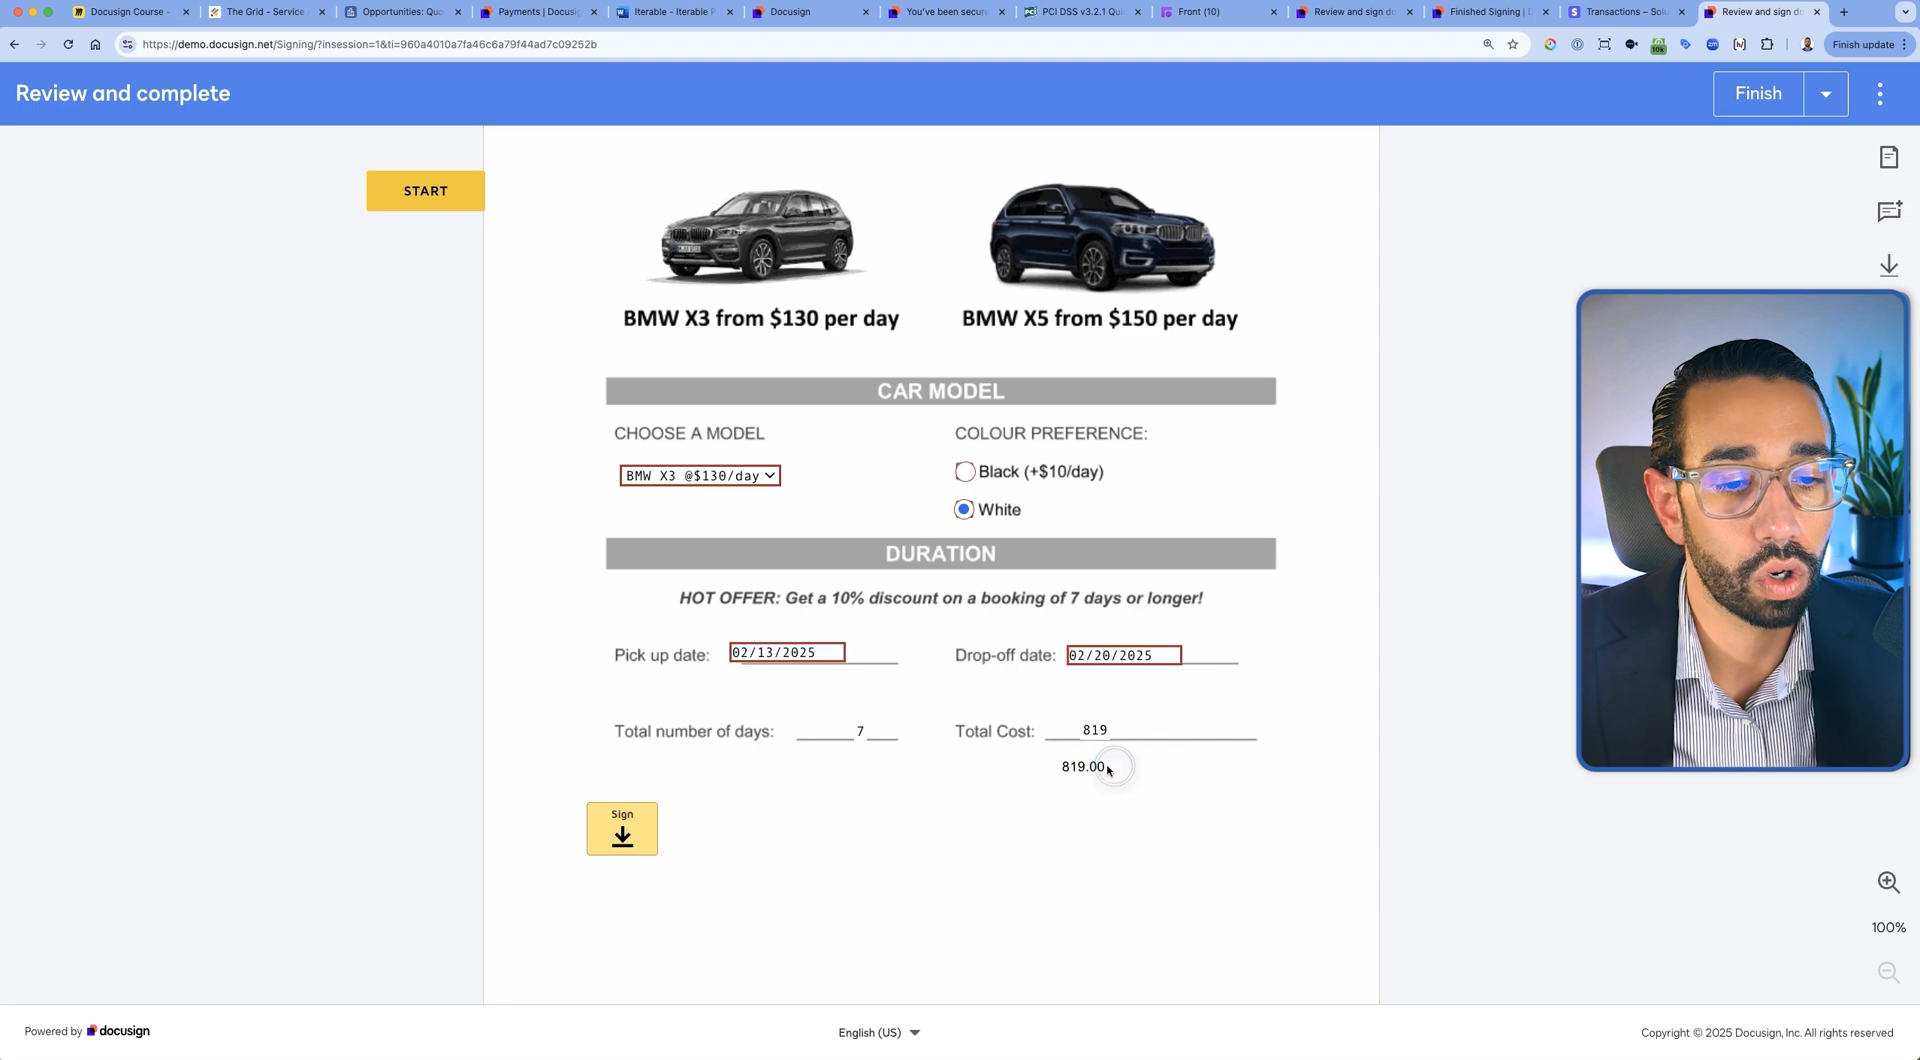 Docusign Course -
The Grid - Service
Opportunities: Quo
Payments | Docusig
Iterable - Iterable P
Docusign
You've been secure
PCI DSS v3.2.1 Qui
Front (10)
Review and sign do
Finished Signing | D
Transactions – Solu
Review and sign do
https://demo.docusign.net/Signing/?insession=1&ti=960a4010a7fa46c6a79f44ad7c09252b
10k
Finish update
Review and complete
Finish
START
BMW X3 from $130 per day
BMW X5 from $150 per day
CAR MODEL
CHOOSE A MODEL
COLOUR PREFERENCE:
BMW X3 @$130/day
Black (+$10/day)
White
DURATION
HOT OFFER: Get a 10% discount on a booking of 7 days or longer!
Pick up date: 02/13/2025
Drop-off date: 02/20/2025
Total number of days: 7
Total Cost: 819
819.00
Sign
100%
Powered by docusign
English (US)
Copyright © 2025 Docusign, Inc. All rights reserved